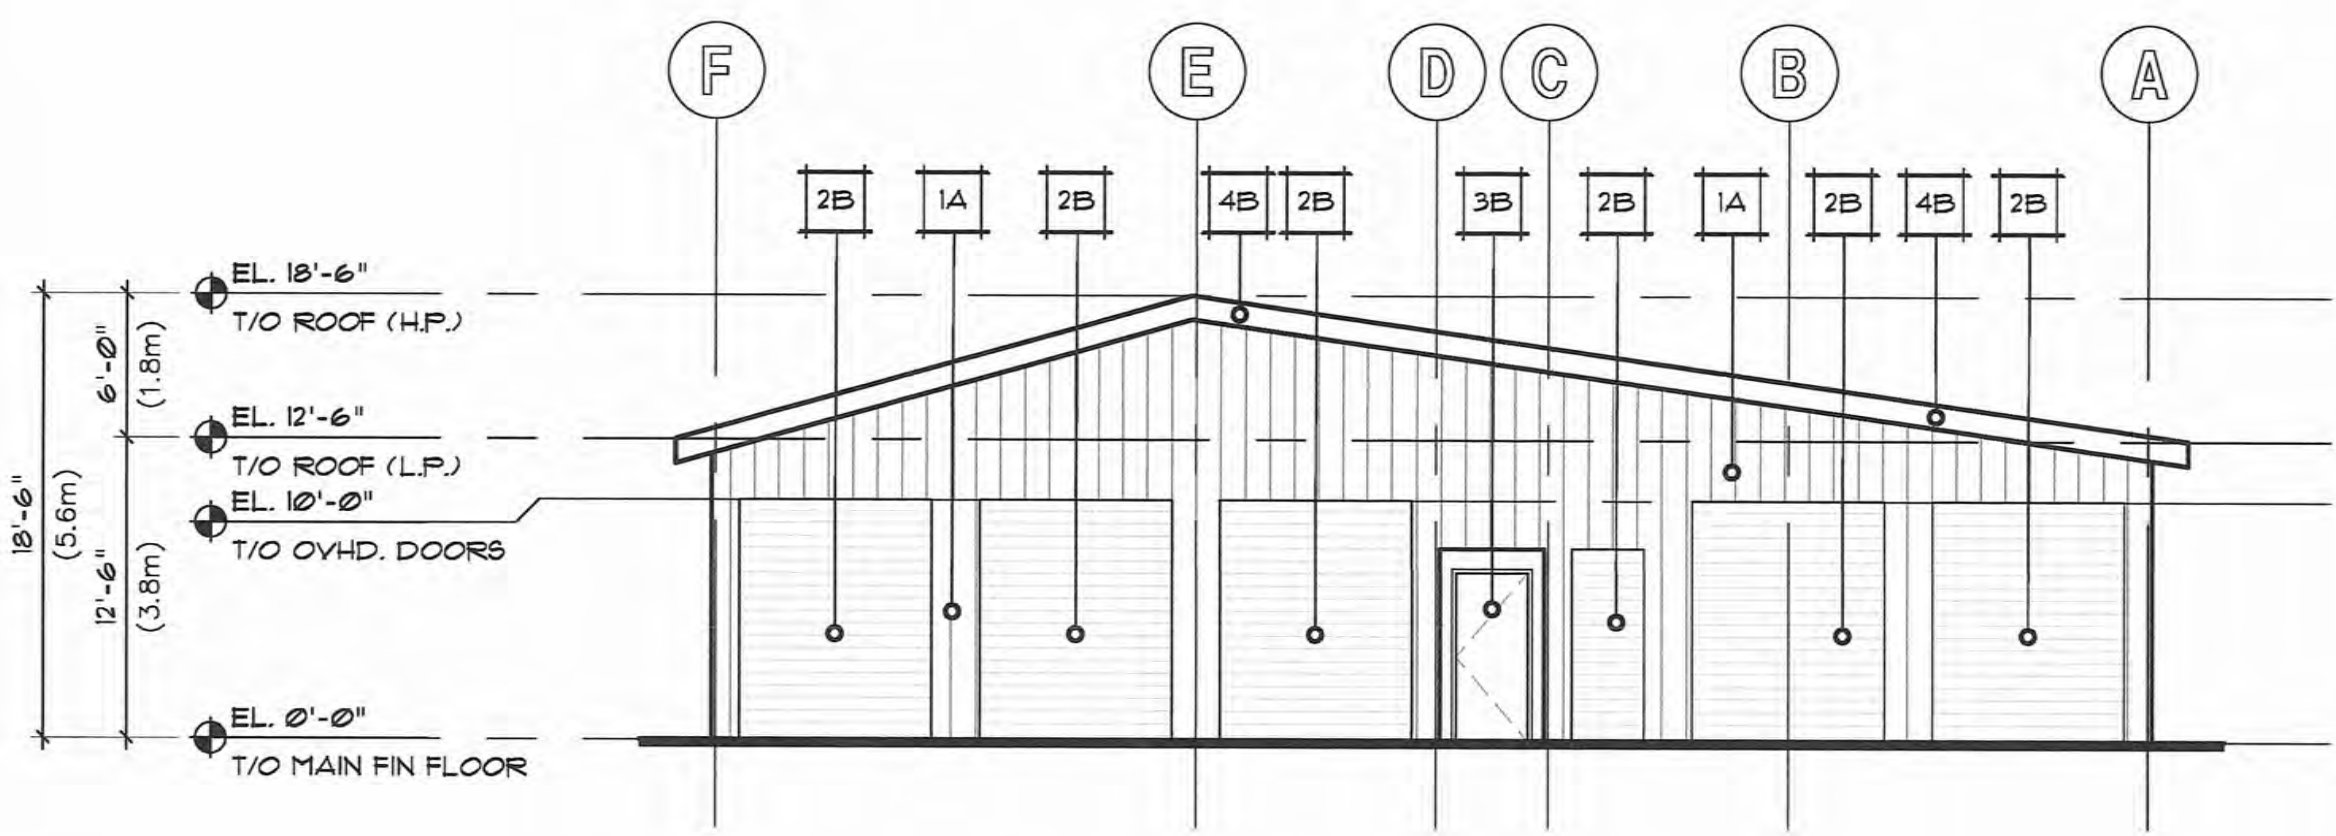 F E D C B A
2B 1A 2B 4B 2B 3B 2B 1A 2B 4B 2B
EL. 18'-6"
T/O ROOF (H.P.)
6'-0"
(1.8m)
EL. 12'-6"
T/O ROOF (L.P.)
18'-6"
(5.6m)
EL. 10'-0"
T/O OVHD. DOORS
12'-6"
(3.8m)
EL. 0'-0"
T/O MAIN FIN FLOOR